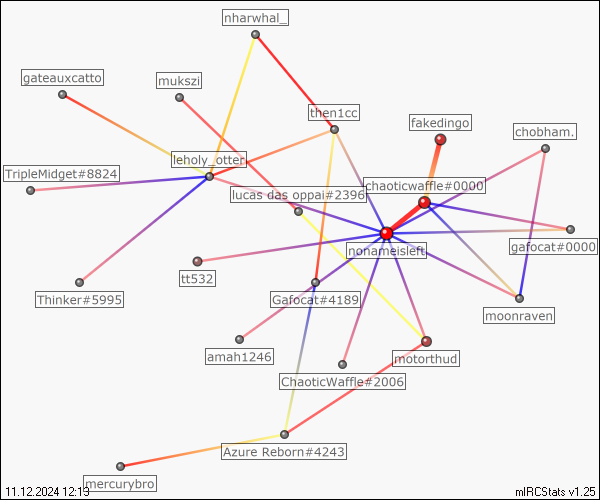 nharwhal_
gateauxcatto
mukszi
then1cc
fakedingo
chobham.
leholy_otter
TripleMidget#8824
chaoticwaffle#0000
lucas das oppai#2396
gafocat#0000
nonameisleft
tt532
Thinker#5995
Gafocat#4189
moonraven
amah1246
motorthud
ChaoticWaffle#2006
Azure Reborn#4243
mercurybro
11.12.2024 12:13
mIRCStats v1.25